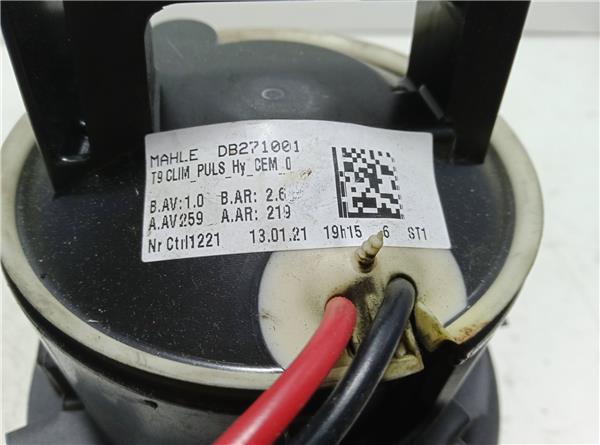 MAHLE DB271001
T9 CLIM_PULS_Hy_CEM_0
B.AV:1.0 B.AR: 2.6
A.AV259 A.AR: 219
Nr Ctrl1221 13.01.21 19h15 6 ST1